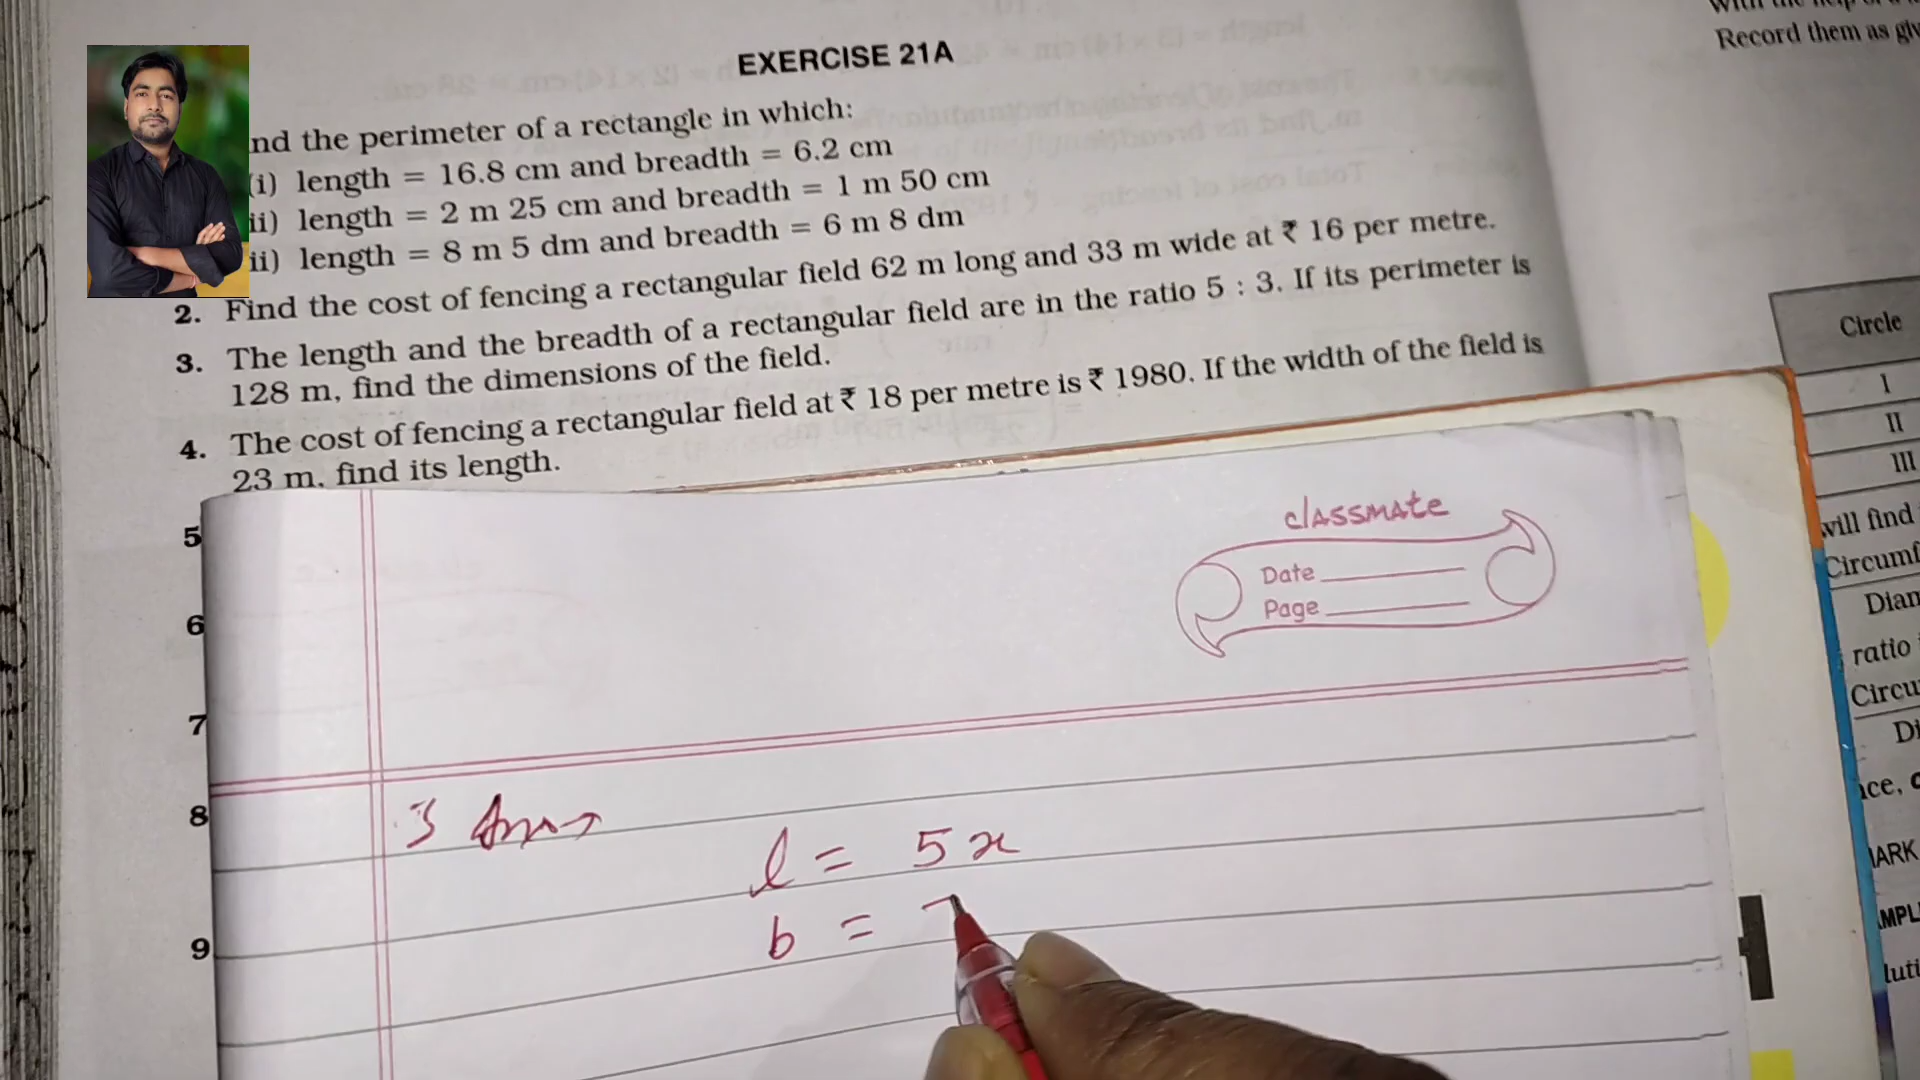 EXERCISE 21A
nd the perimeter of a rectangle in which:
(i) length = 16.8 cm and breadth = 6.2 cm
ii) length = 2 m 25 cm and breadth = 1 m 50 cm
ii) length = 8 m 5 dm and breadth = 6 m 8 dm
2. Find the cost of fencing a rectangular field 62 m long and 33 m wide at ₹ 16 per metre.
3. The length and the breadth of a rectangular field are in the ratio 5 : 3. If its perimeter is
128 m, find the dimensions of the field.
4. The cost of fencing a rectangular field at ₹ 18 per metre is ₹ 1980. If the width of the field is
23 m, find its length.
5
6
7
8
9
classmate
Date
Page
3 Ans→
l = 5x
b =
Record them as giv
Circle
I
II
III
will find
Circumf
Diam
ratio
Circu
Di